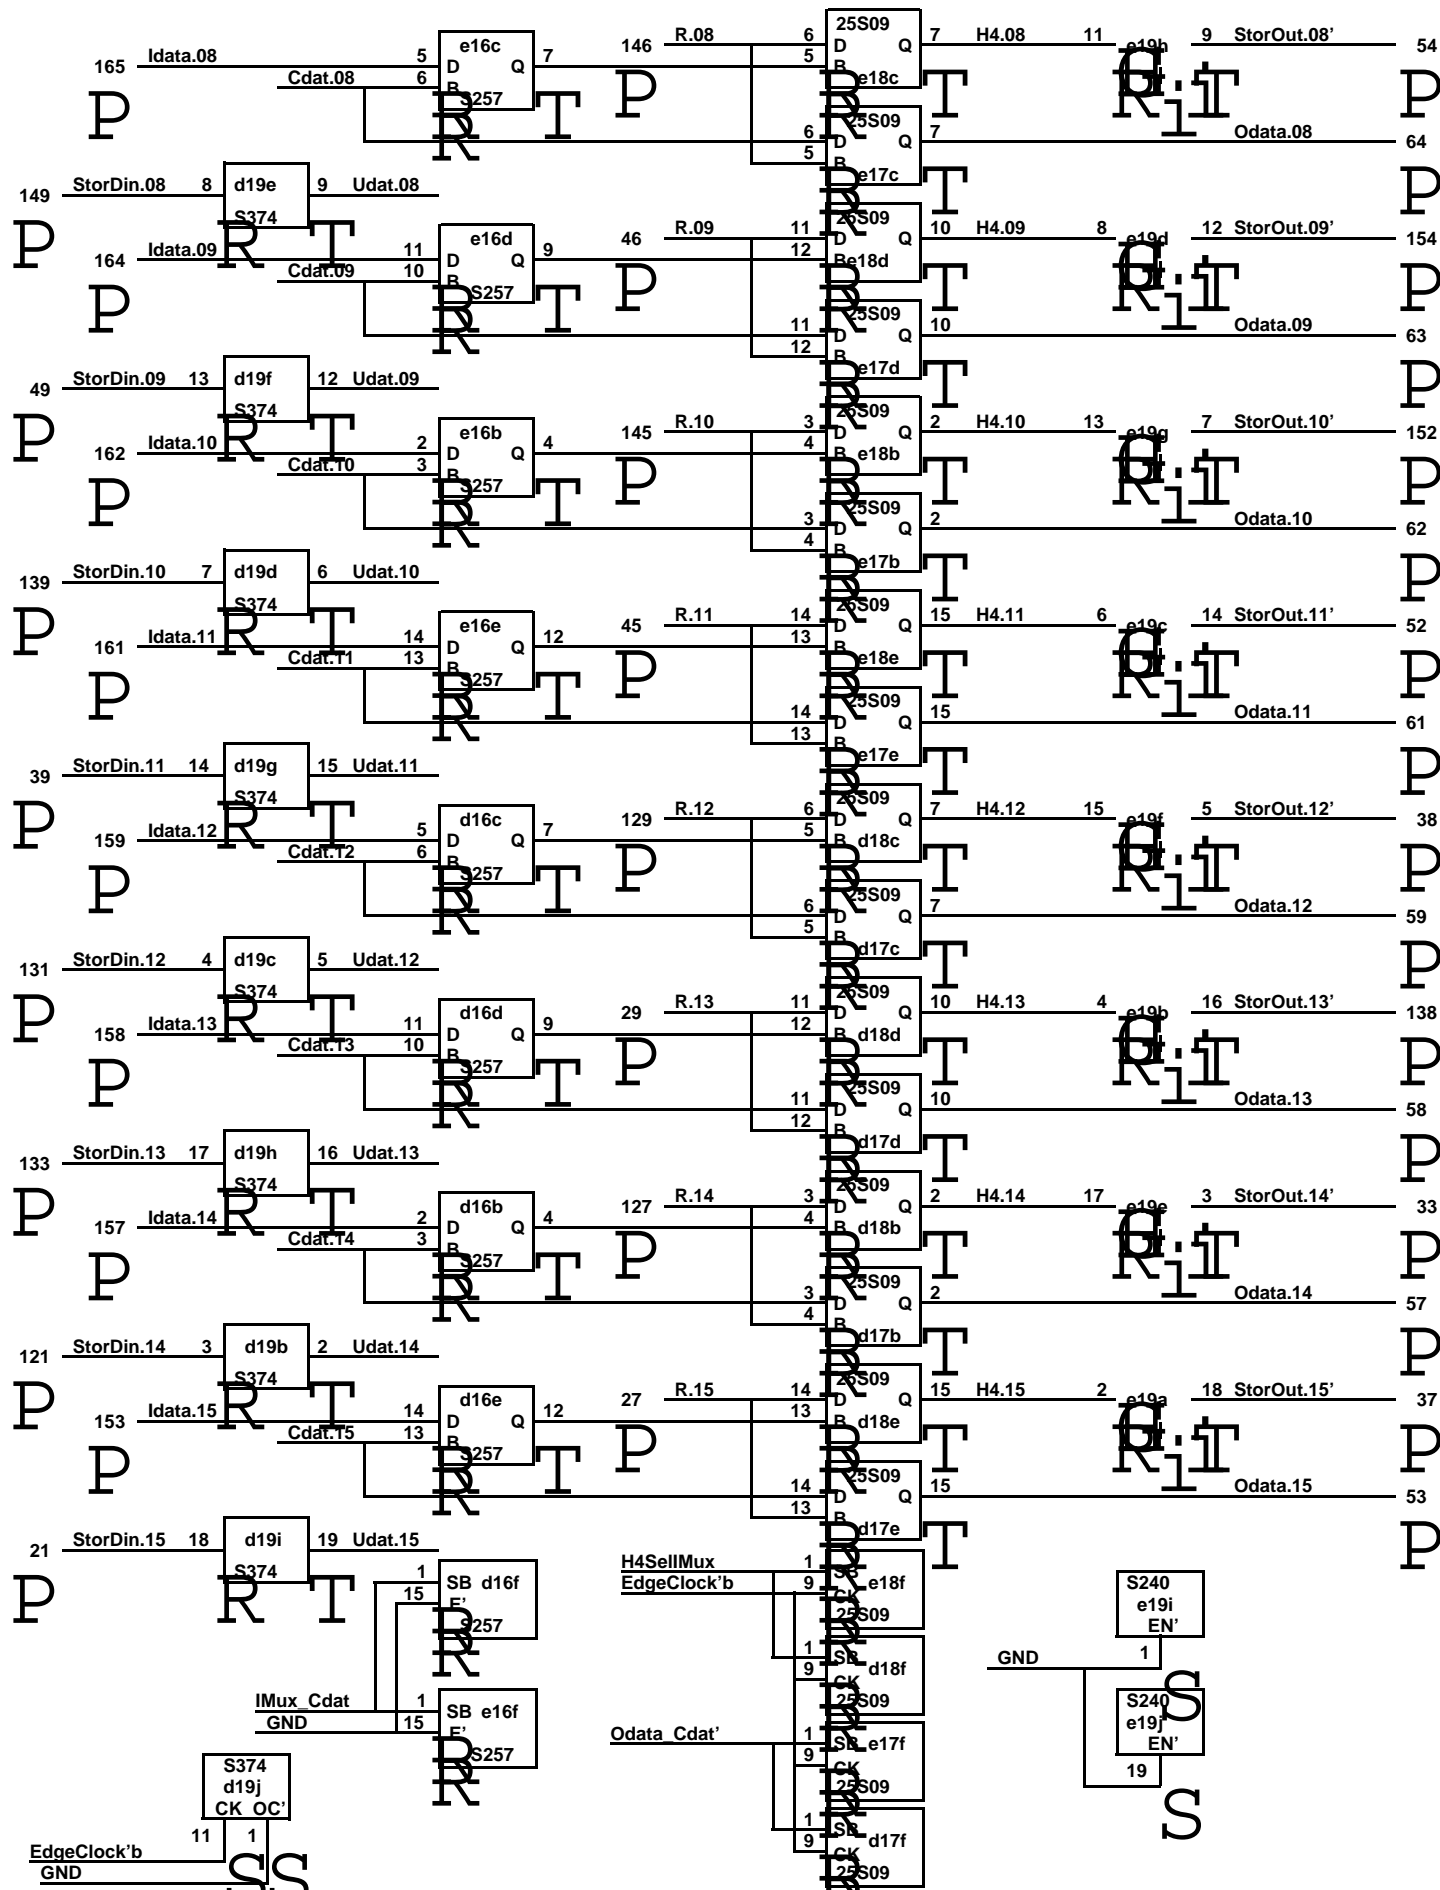 25S09
R.08 6 D Q 7 H4.08 11 e19h 9 StorOut.08'
165 Idata.08 5 D e16c Q 7 146 5 B e18c 54
Cdat.08 6 B S257
P P R T P R T R T P
25S09
6 D Q 7 Odata.08 64
5 B e17c
149 StorDin.08 8 d19e 9 Udat.08 S374
P R T R T P
25S09
46 R.09 11 D Q 10 H4.09 8 e19d 12 StorOut.09' 154
164 Idata.09 11 D e16d Q 9 12 B e18d
Cdat.09 10 B S257
P R T P R T R T P
25S09
11 D Q 10 Odata.09 63
12 B e17d
49 StorDin.09 13 d19f 12 Udat.09 S374
P R T R T P
25S09
145 R.10 3 D Q 2 H4.10 13 e19g 7 StorOut.10' 152
162 Idata.10 2 D e16b Q 4 4 B e18b
Cdat.10 3 B S257
P R T P R T R T P
25S09
3 D Q 2 Odata.10 62
4 B e17b
139 StorDin.10 7 d19d 6 Udat.10 S374
P R T R T P
25S09
45 R.11 14 D Q 15 H4.11 6 e19c 14 StorOut.11' 52
161 Idata.11 14 D e16e Q 12 13 B e18e
Cdat.11 13 B S257
P R T P R T R T P
25S09
14 D Q 15 Odata.11 61
13 B e17e
39 StorDin.11 14 d19g 15 Udat.11 S374
P R T R T P
25S09
129 R.12 6 D Q 7 H4.12 15 e19f 5 StorOut.12' 38
159 Idata.12 5 D d16c Q 7 5 B d18c
Cdat.12 6 B S257
P R T P R T R T P
25S09
6 D Q 7 Odata.12 59
5 B d17c
131 StorDin.12 4 d19c 5 Udat.12 S374
P R T R T P
25S09
29 R.13 11 D Q 10 H4.13 4 e19b 16 StorOut.13' 138
158 Idata.13 11 D d16d Q 9 12 B d18d
Cdat.13 10 B S257
P R T P R T R T P
25S09
11 D Q 10 Odata.13 58
12 B d17d
133 StorDin.13 17 d19h 16 Udat.13 S374
P R T R T P
25S09
127 R.14 3 D Q 2 H4.14 17 e19e 3 StorOut.14' 33
157 Idata.14 2 D d16b Q 4 4 B d18b
Cdat.14 3 B S257
P R T P R T R T P
25S09
3 D Q 2 Odata.14 57
4 B d17b
121 StorDin.14 3 d19b 2 Udat.14 S374
P R T R T P
25S09
27 R.15 14 D Q 15 H4.15 2 e19a 18 StorOut.15' 37
153 Idata.15 14 D d16e Q 12 13 B d18e
Cdat.15 13 B S257
P R T P R T R T P
25S09
14 D Q 15 Odata.15 53
13 B d17e
21 StorDin.15 18 d19i 19 Udat.15 S374
P R T R T P
1 SB d16f
15 E' S257
H4SelIMux 1 SB e18f
EdgeClock'b 9 CK 25S09
S240 e19i EN'
1 SB d18f
9 CK 25S09
GND 1
S
IMux_Cdat 1 SB e16f
GND 15 E' S257
Odata_Cdat' 1 SB e17f
9 CK 25S09
S240 e19j EN'
19
S
S374 d19j CK OC'
1 SB d17f
9 CK 25S09
11 1
EdgeClock'b
GND
S S